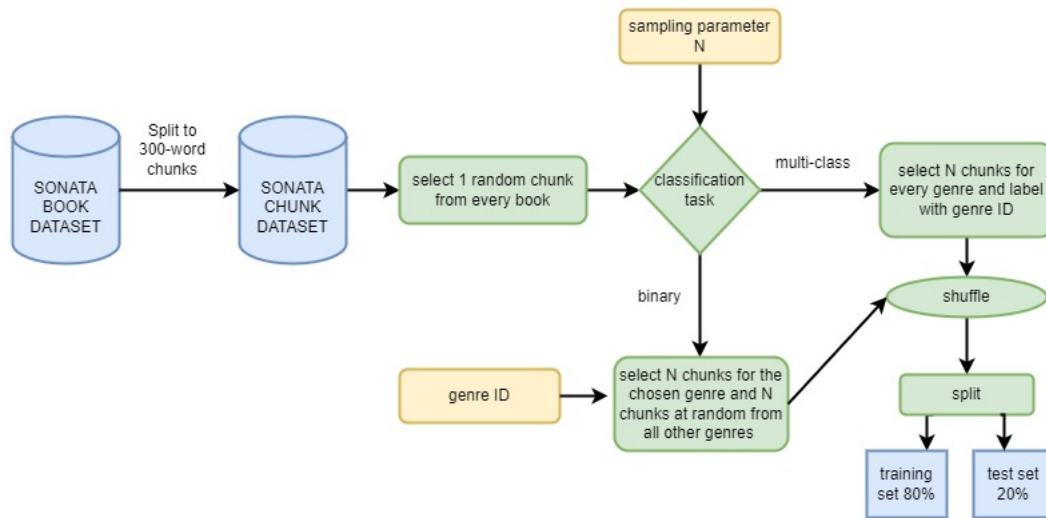 sampling parameter
N
Split to
300-word
chunks
SONATA
BOOK
DATASET
SONATA
CHUNK
DATASET
select 1 random chunk
from every book
classification
task
multi-class
select N chunks for
every genre and label
with genre ID
binary
shuffle
genre ID
select N chunks for the
chosen genre and N
chunks at random from
all other genres
split
training
set 80%
test set
20%